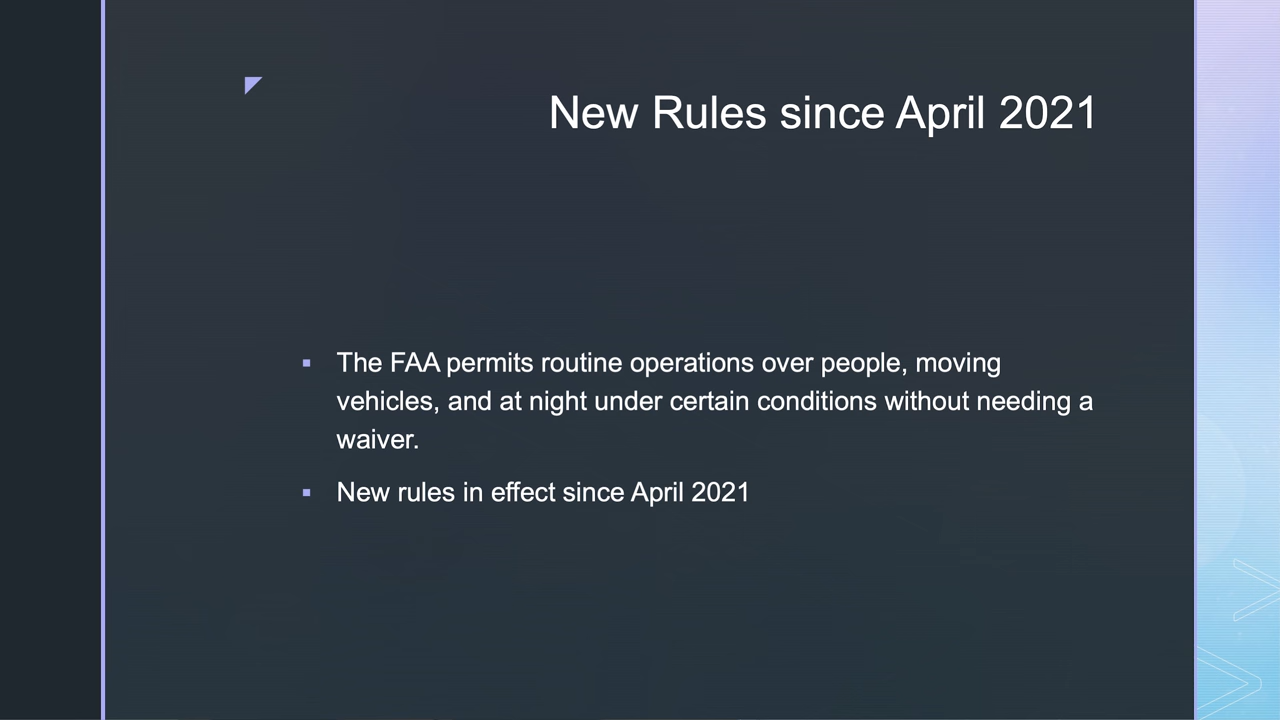 New Rules since April 2021
▪ The FAA permits routine operations over people, moving
vehicles, and at night under certain conditions without needing a
waiver.
▪ New rules in effect since April 2021